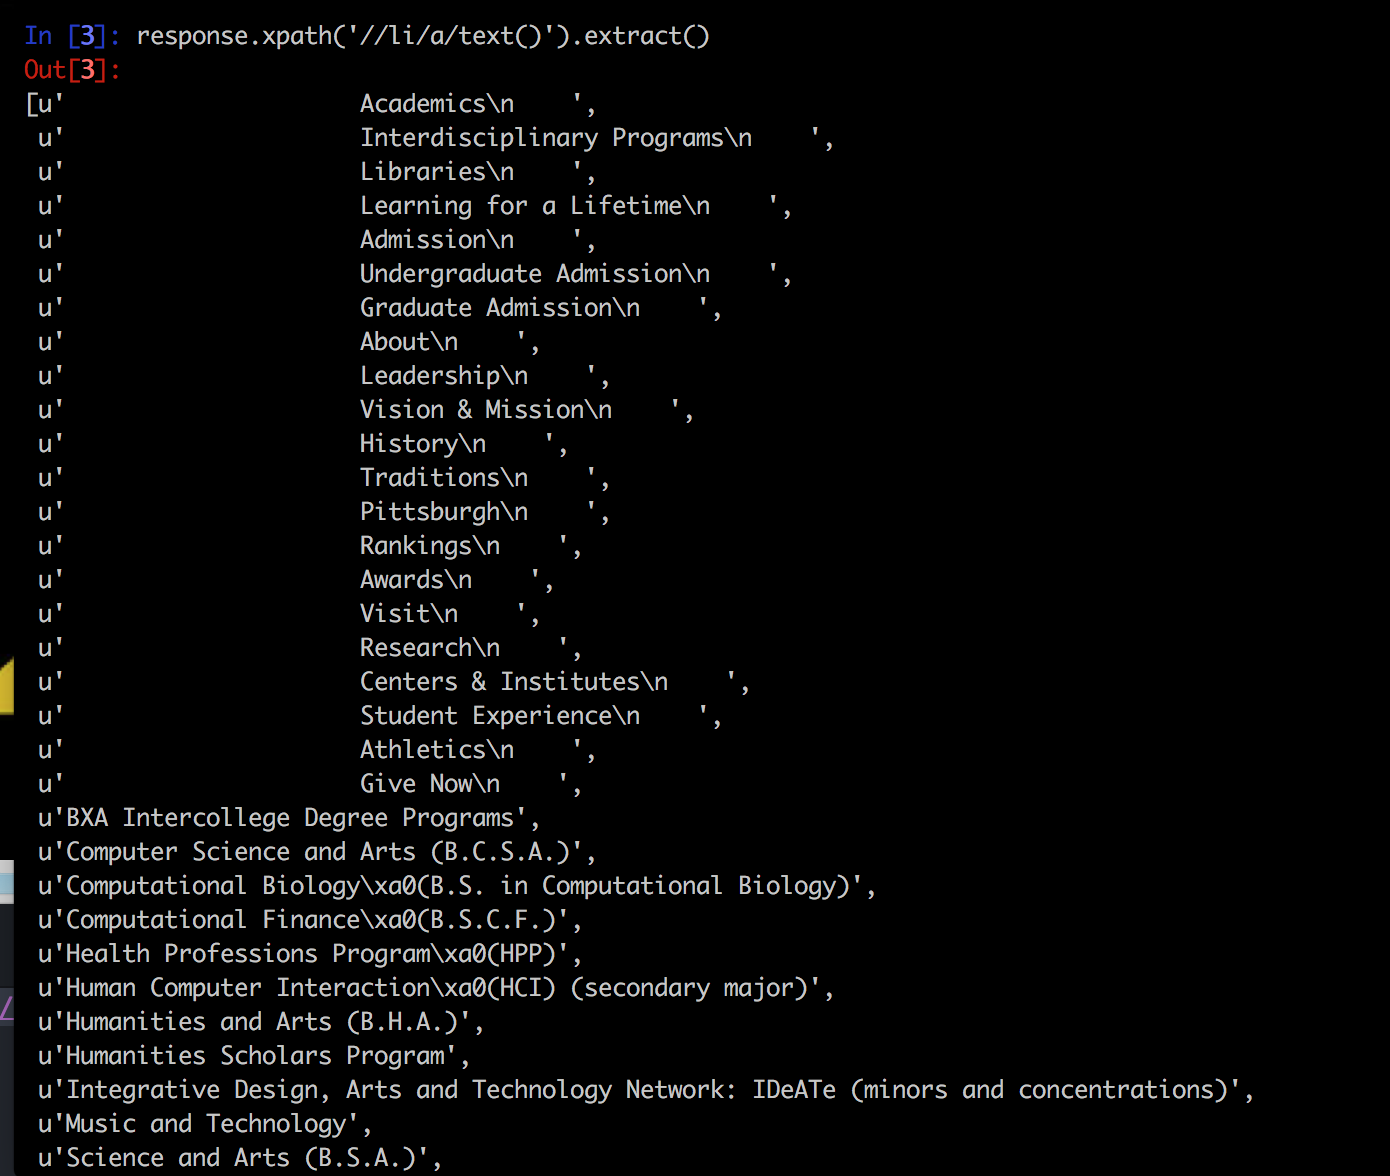 In [3]: response.xpath('//li/a/text()').extract()
Out[3]:
[u'                     Academics\n    ',
 u'                     Interdisciplinary Programs\n    ',
 u'                     Libraries\n    ',
 u'                     Learning for a Lifetime\n    ',
 u'                     Admission\n    ',
 u'                     Undergraduate Admission\n    ',
 u'                     Graduate Admission\n    ',
 u'                     About\n    ',
 u'                     Leadership\n    ',
 u'                     Vision & Mission\n    ',
 u'                     History\n    ',
 u'                     Traditions\n    ',
 u'                     Pittsburgh\n    ',
 u'                     Rankings\n    ',
 u'                     Awards\n    ',
 u'                     Visit\n    ',
 u'                     Research\n    ',
 u'                     Centers & Institutes\n    ',
 u'                     Student Experience\n    ',
 u'                     Athletics\n    ',
 u'                     Give Now\n    ',
 u'BXA Intercollege Degree Programs',
 u'Computer Science and Arts (B.C.S.A.)',
 u'Computational Biology\xa0(B.S. in Computational Biology)',
 u'Computational Finance\xa0(B.S.C.F.)',
 u'Health Professions Program\xa0(HPP)',
 u'Human Computer Interaction\xa0(HCI) (secondary major)',
 u'Humanities and Arts (B.H.A.)',
 u'Humanities Scholars Program',
 u'Integrative Design, Arts and Technology Network: IDeATe (minors and concentrations)',
 u'Music and Technology',
 u'Science and Arts (B.S.A.)',